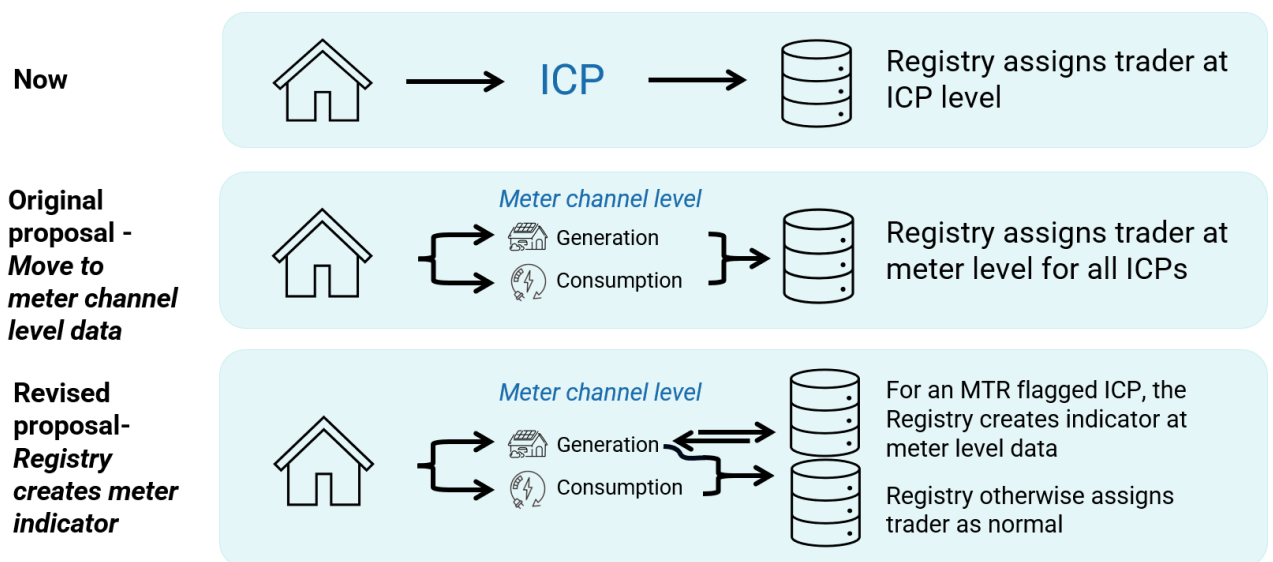 Now
ICP
Registry assigns trader at
ICP level
Original
proposal -
Move to
meter channel
level data
Meter channel level
Generation
Consumption
Registry assigns trader at
meter level for all ICPs
Revised
proposal-
Registry
creates meter
indicator
Meter channel level
Generation
Consumption
For an MTR flagged ICP, the
Registry creates indicator at
meter level data
Registry otherwise assigns
trader as normal